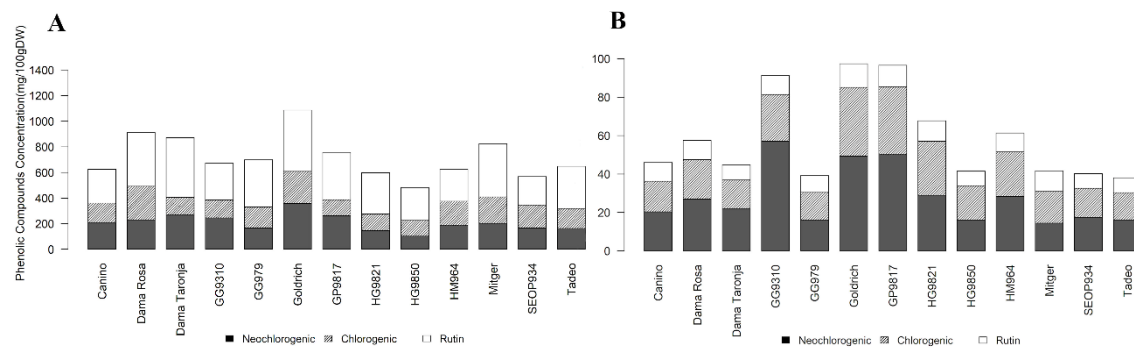 A
B
Phenolic Compounds Concentration(mg/100gDW)
1400
1200
1000
800
600
400
200
0
Canino
Dama Rosa
Dama Taronja
GG9310
GG979
Goldrich
GP9817
HG9821
HG9850
HM964
Mitger
SEOP934
Tadeo
Neochlorogenic Chlorogenic Rutin
100
80
60
40
20
0
Canino
Dama Rosa
Dama Taronja
GG9310
GG979
Goldrich
GP9817
HG9821
HG9850
HM964
Mitger
SEOP934
Tadeo
Neochlorogenic Chlorogenic Rutin